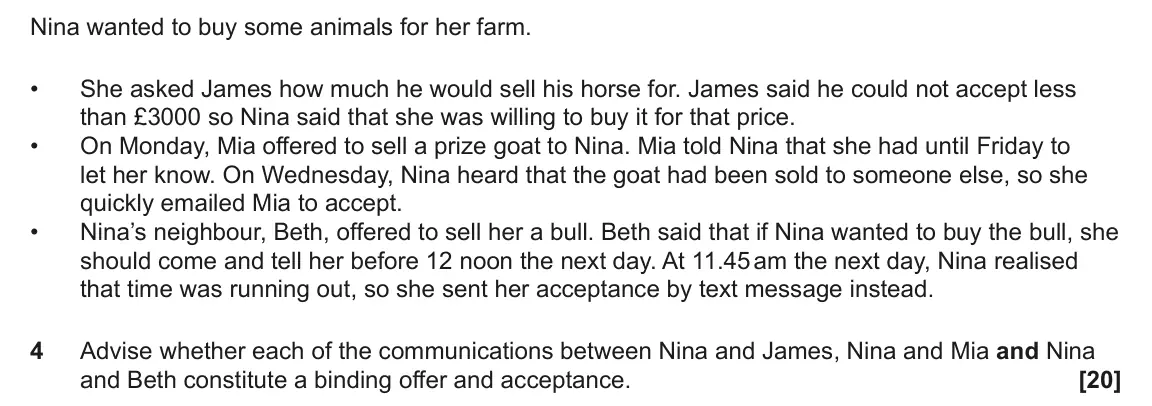 Nina wanted to buy some animals for her farm.
• She asked James how much he would sell his horse for. James said he could not accept less
than £3000 so Nina said that she was willing to buy it for that price.
• On Monday, Mia offered to sell a prize goat to Nina. Mia told Nina that she had until Friday to
let her know. On Wednesday, Nina heard that the goat had been sold to someone else, so she
quickly emailed Mia to accept.
• Nina’s neighbour, Beth, offered to sell her a bull. Beth said that if Nina wanted to buy the bull, she
should come and tell her before 12 noon the next day. At 11.45 am the next day, Nina realised
that time was running out, so she sent her acceptance by text message instead.
4 Advise whether each of the communications between Nina and James, Nina and Mia and Nina
and Beth constitute a binding offer and acceptance. [20]